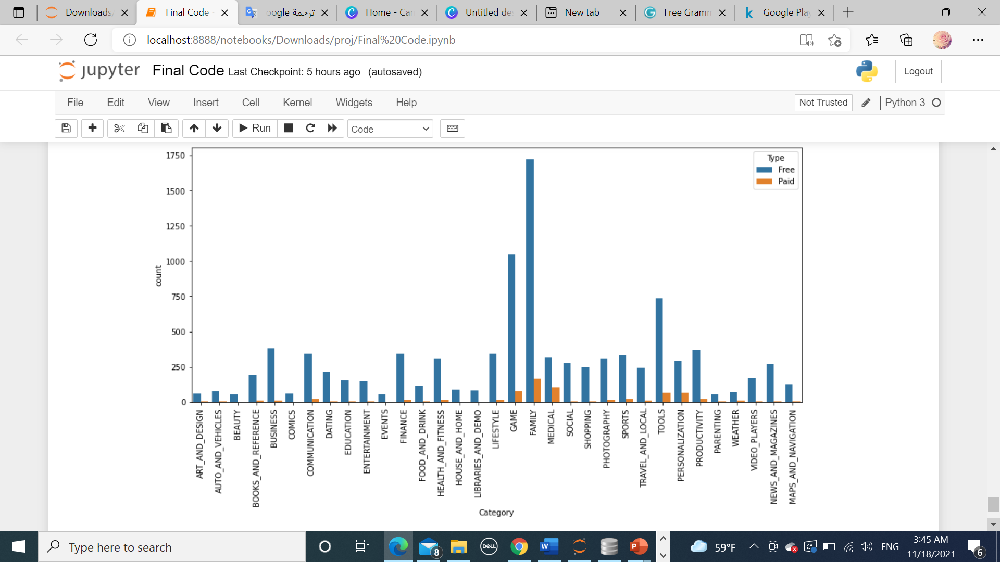 Downloads/
Final Code
oogle ترجمة
Home - Can
Untitled de
New tab
Free Gramm
Google Play
localhost:8888/notebooks/Downloads/proj/Final%20Code.ipynb
jupyter Final Code Last Checkpoint: 5 hours ago (autosaved)
Logout
File Edit View Insert Cell Kernel Widgets Help
Not Trusted
Python 3
Run
Code
1750
1500
1250
1000
750
500
250
0
count
Type
Free
Paid
ART_AND_DESIGN
AUTO_AND_VEHICLES
BEAUTY
BOOKS_AND_REFERENCE
BUSINESS
COMICS
COMMUNICATION
DATING
EDUCATION
ENTERTAINMENT
EVENTS
FINANCE
FOOD_AND_DRINK
HEALTH_AND_FITNESS
HOUSE_AND_HOME
LIBRARIES_AND_DEMO
LIFESTYLE
GAME
FAMILY
MEDICAL
SOCIAL
SHOPPING
PHOTOGRAPHY
SPORTS
TRAVEL_AND_LOCAL
TOOLS
PERSONALIZATION
PRODUCTIVITY
PARENTING
WEATHER
VIDEO_PLAYERS
NEWS_AND_MAGAZINES
MAPS_AND_NAVIGATION
Category
Type here to search
8
DELL
W
P
59°F
ENG
3:45 AM
11/18/2021
6